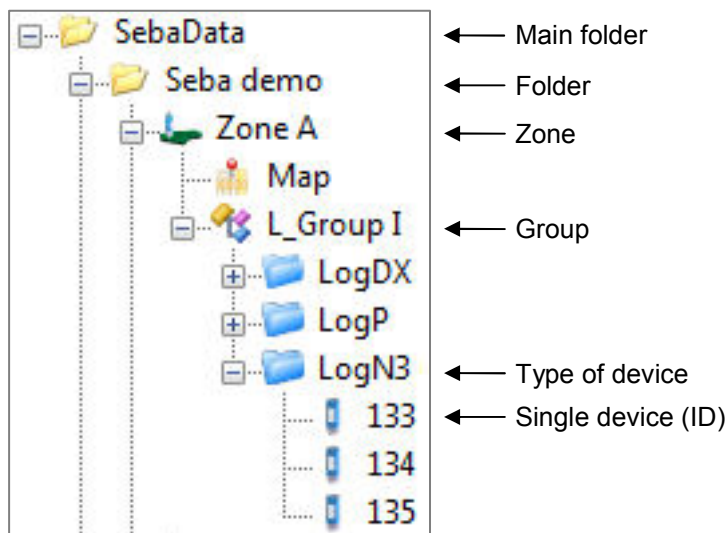 SebaData Main folder
Seba demo Folder
Zone A Zone
Map
L_Group I Group
LogDX
LogP
LogN3 Type of device
133 Single device (ID)
134
135